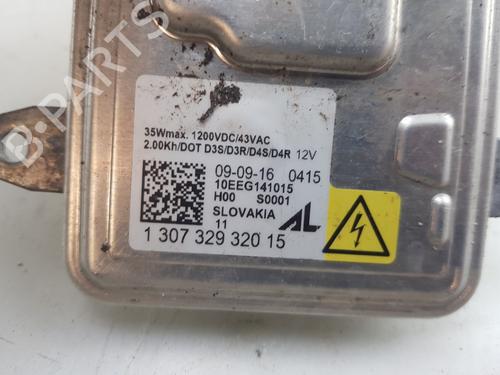 B-PARTS
35Wmax. 1200VDC/43VAC
2.00Kh/DOT D3S/D3R/D4S/D4R 12V
09-09-16 0415
10EEG141015
H00 S0001
SLOVAKIA
11
AL
1 307 329 320 15